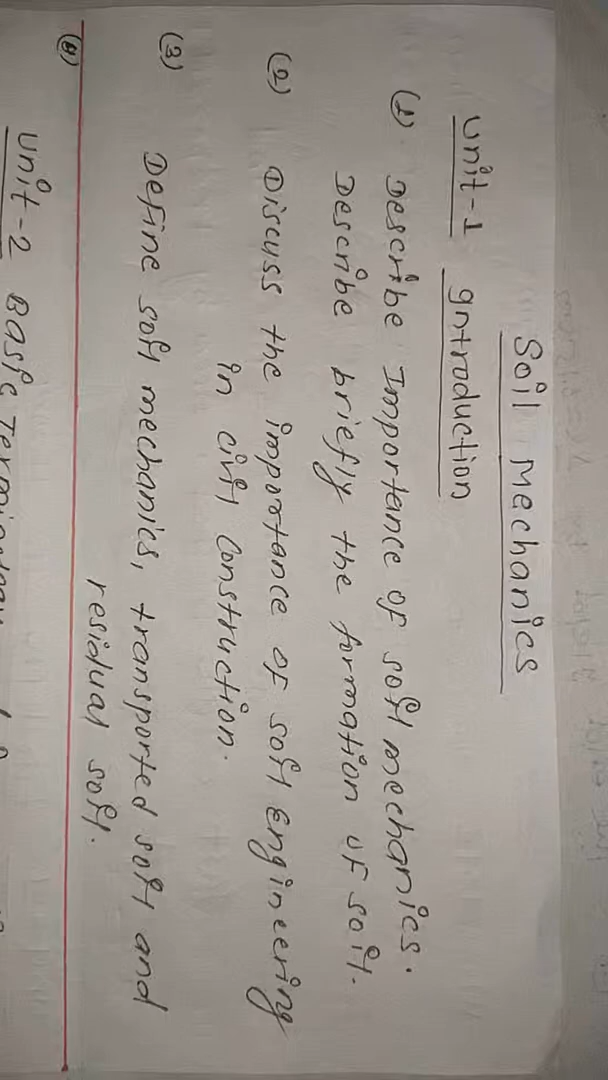 Soil Mechanics
Unit-1 Introduction
(1) Describe Importance of soil mechanics.
Describe briefly the formation of soil.
(2) Discuss the importance of soil engineering
in civil construction.
(3) Define soil mechanics, transported soil and
residual soil.
Unit-2 Basic